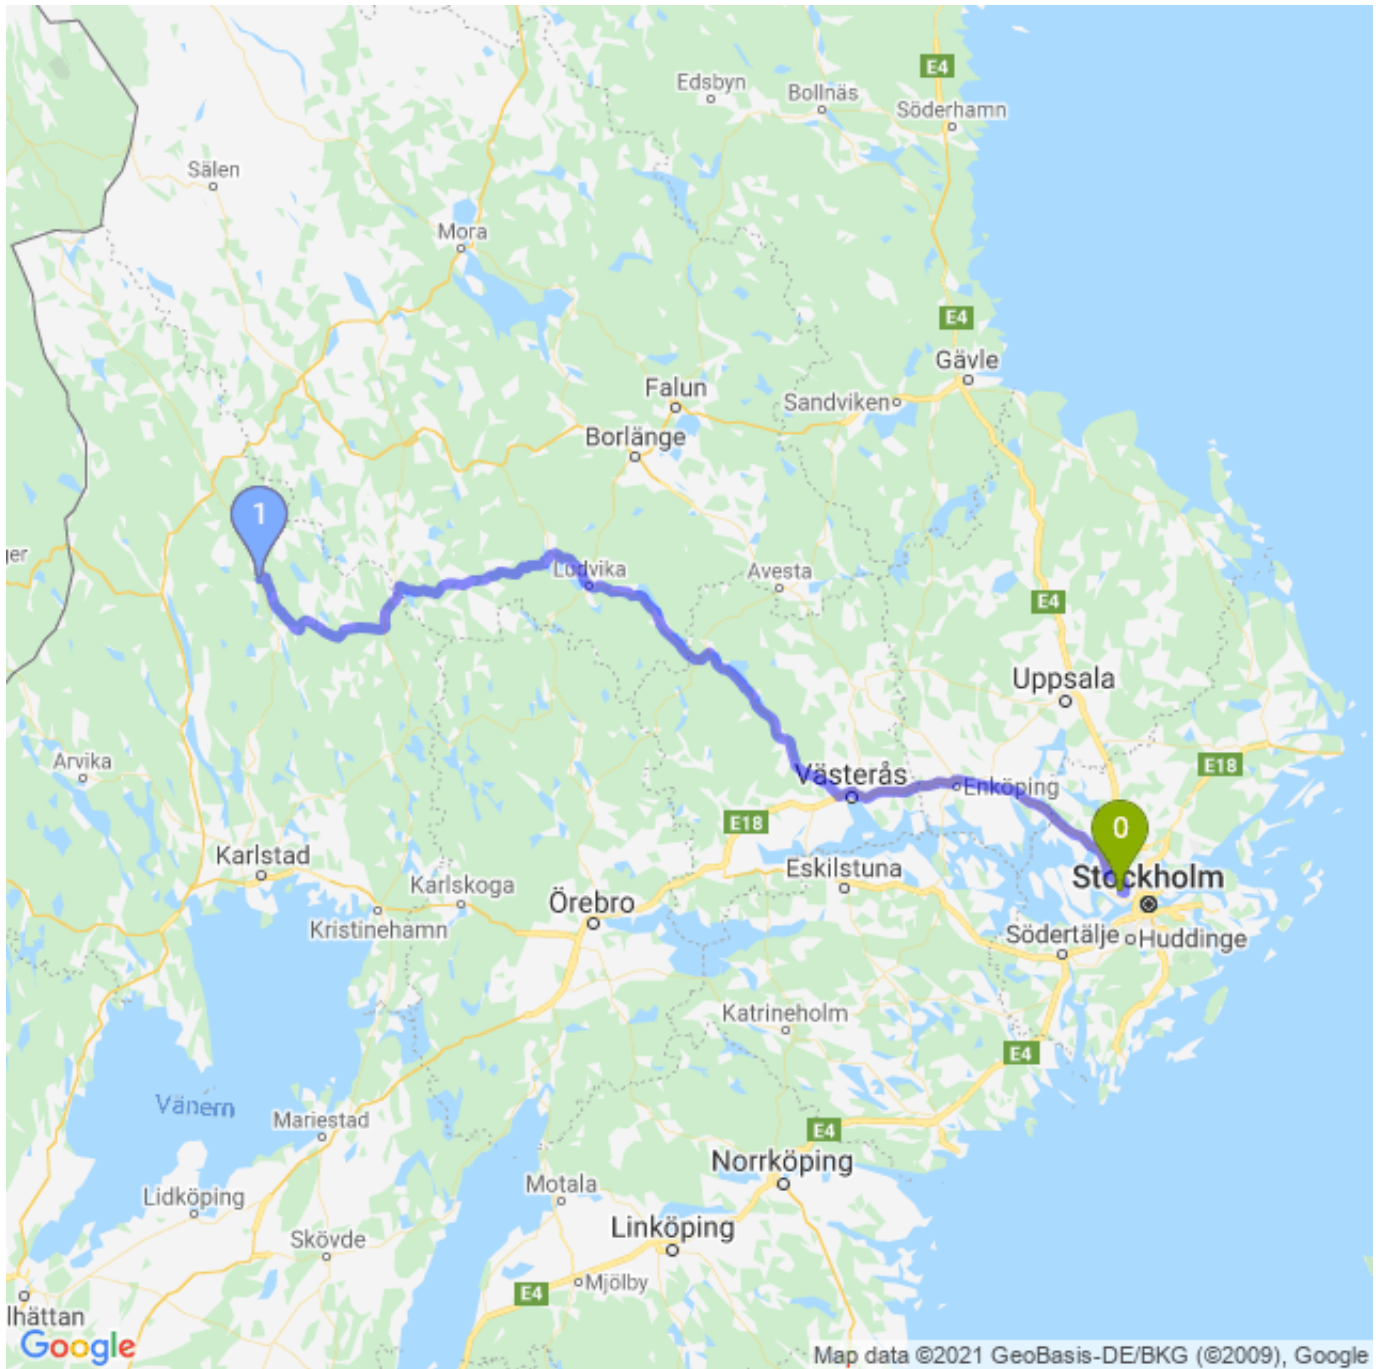 E4
Edsbyn
Bollnäs
Söderhamn
Sälen
Mora
E4
Gävle
Falun
Sandviken
Borlänge
1
Ludvika
Avesta
E4
Uppsala
Arvika
E18
Västerås
Enköping
E18
0
Karlstad
Karlskoga
Eskilstuna
Stockholm
Örebro
Kristinehamn
Södertälje
Huddinge
Katrineholm
E4
Vänern
Mariestad
E4
Norrköping
Motala
Lidköping
Linköping
Skövde
Mjölby
E4
lhättan
Google
Map data ©2021 GeoBasis-DE/BKG (©2009), Google